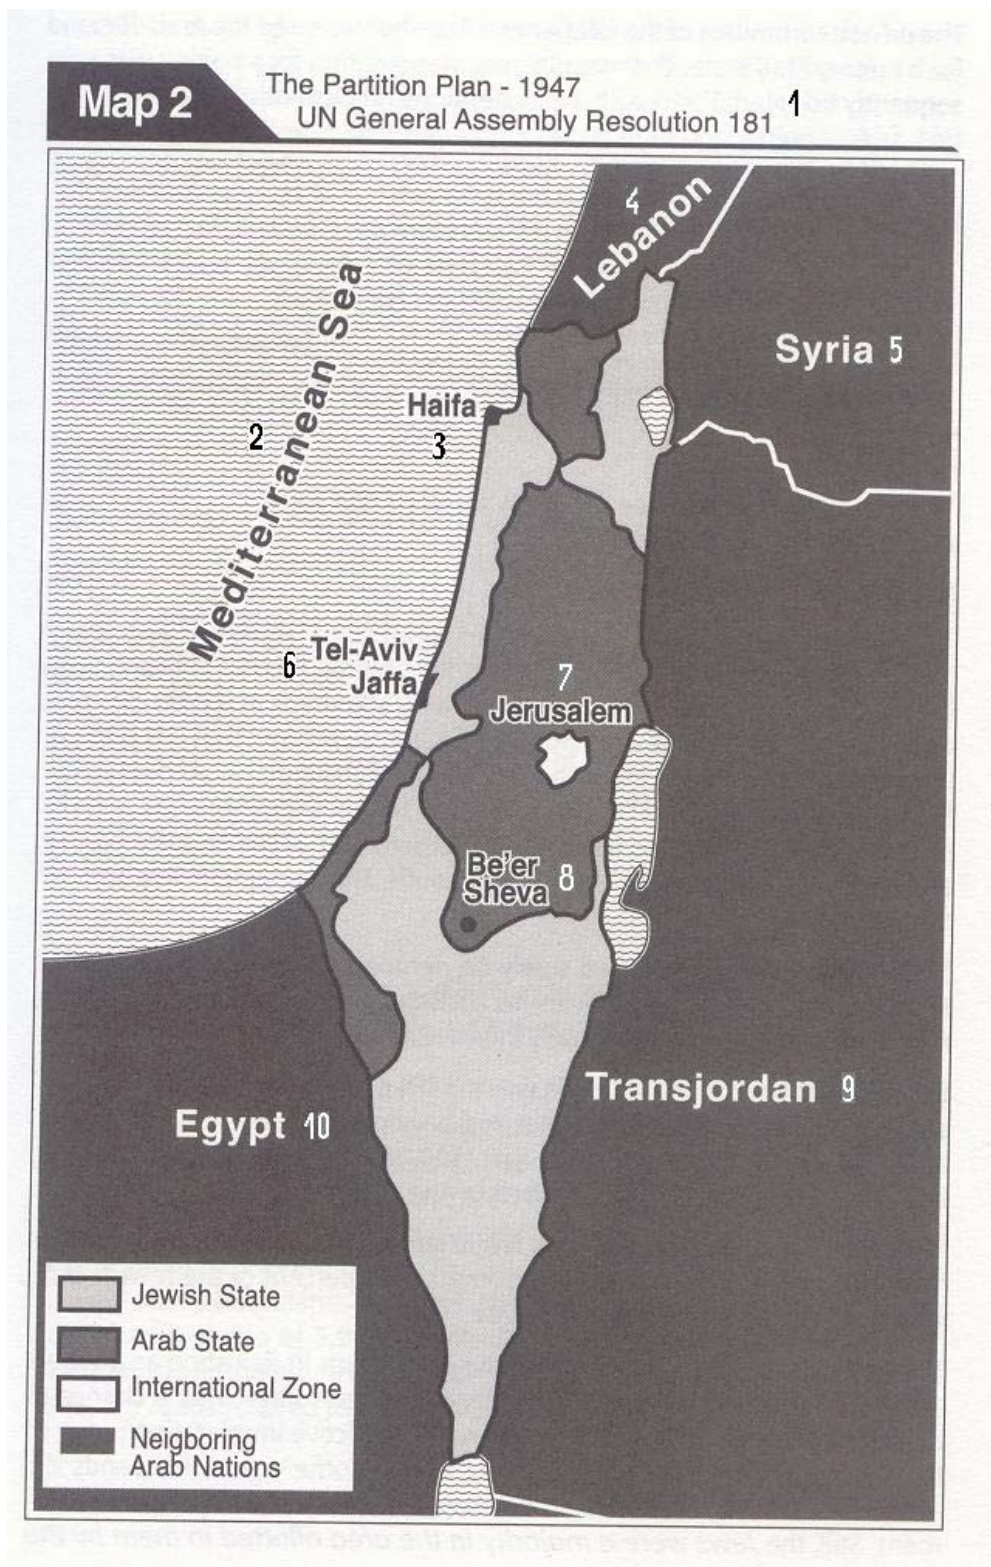 Map 2
The Partition Plan - 1947
UN General Assembly Resolution 181 1
4
Lebanon
Mediterranean Sea
Syria 5
Haifa
2
3
6 Tel-Aviv
Jaffa
7
Jerusalem
Be'er
Sheva 8
Transjordan 9
Egypt 10
Jewish State
Arab State
International Zone
Neigboring
Arab Nations